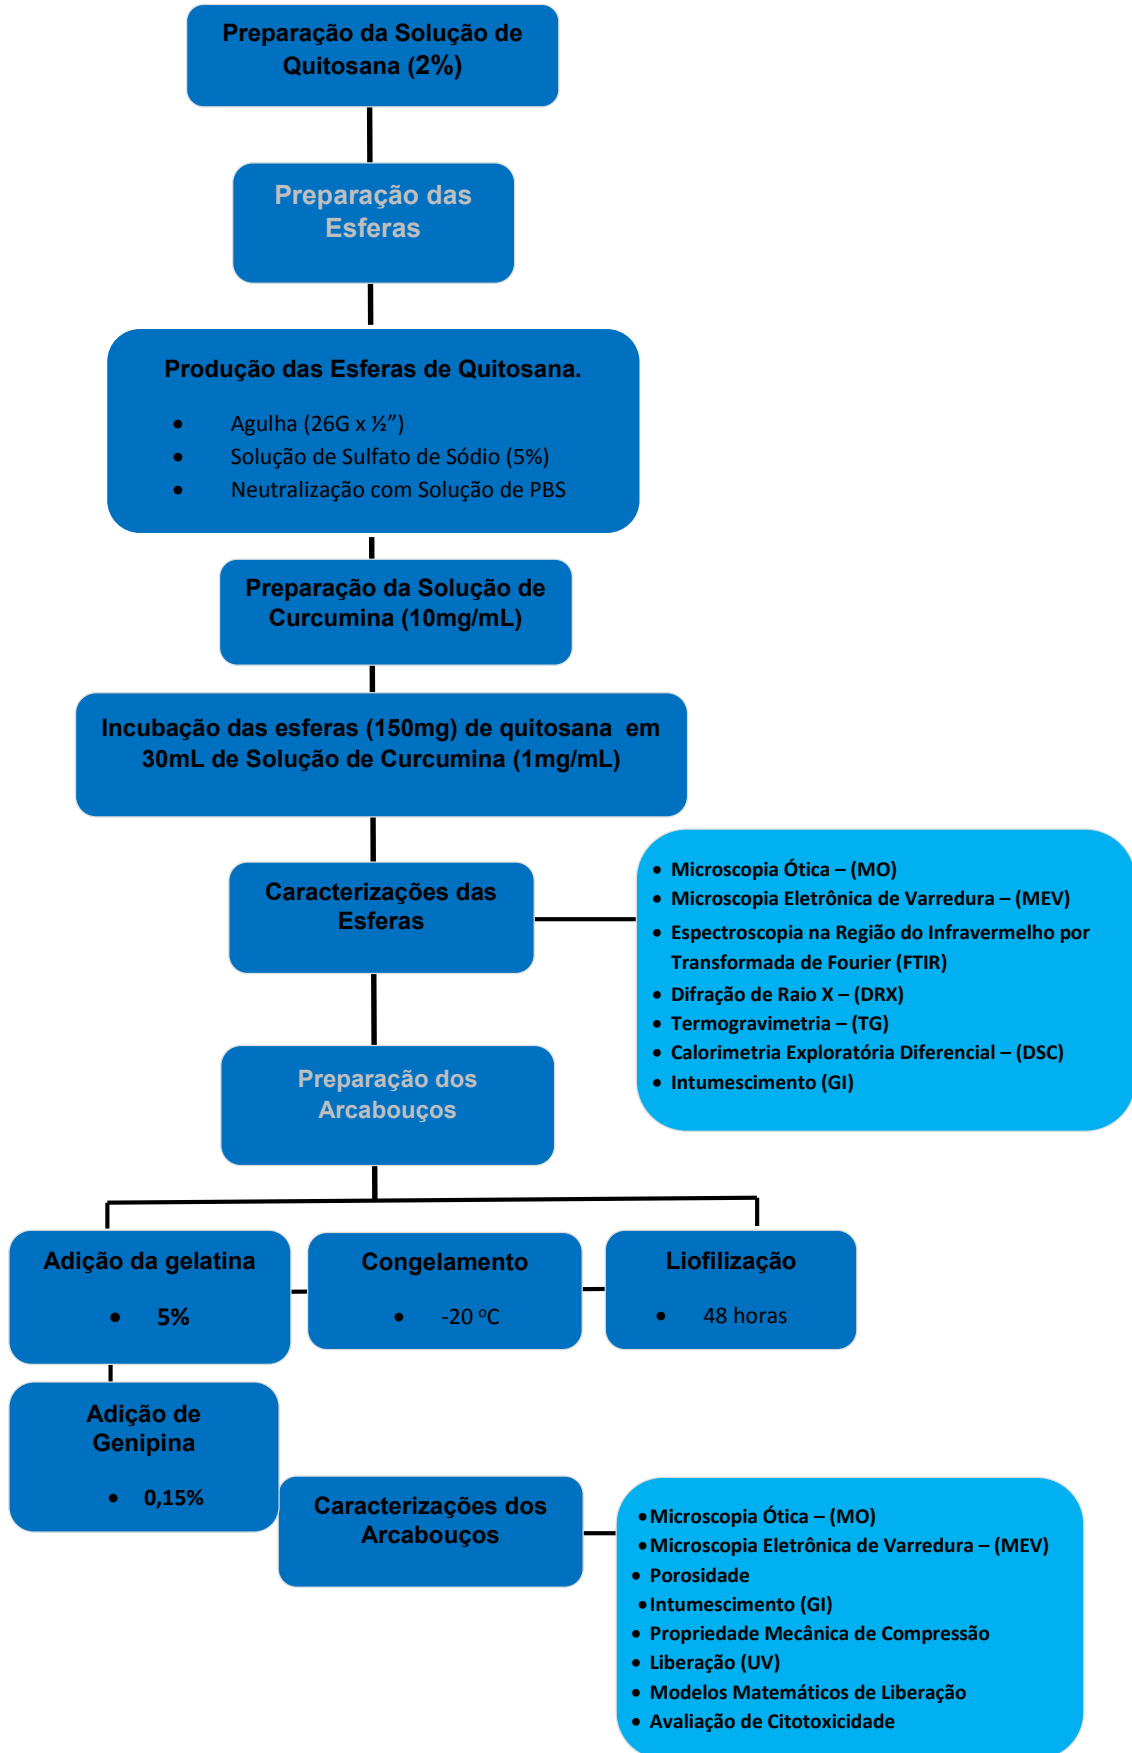 Preparação da Solução de
Quitosana (2%)
Preparação das
Esferas
Produção das Esferas de Quitosana.
• Agulha (26G x ½”)
• Solução de Sulfato de Sódio (5%)
• Neutralização com Solução de PBS
Preparação da Solução de
Curcumina (10mg/mL)
Incubação das esferas (150mg) de quitosana em
30mL de Solução de Curcumina (1mg/mL)
Caracterizações das
Esferas
• Microscopia Ótica – (MO)
• Microscopia Eletrônica de Varredura – (MEV)
• Espectroscopia na Região do Infravermelho por
Transformada de Fourier (FTIR)
• Difração de Raio X – (DRX)
• Termogravimetria – (TG)
• Calorimetria Exploratória Diferencial – (DSC)
• Intumescimento (GI)
Preparação dos
Arcabouços
Adição da gelatina
• 5%
Congelamento
• -20 ºC
Liofilização
• 48 horas
Adição de
Genipina
• 0,15%
Caracterizações dos
Arcabouços
• Microscopia Ótica – (MO)
• Microscopia Eletrônica de Varredura – (MEV)
• Porosidade
• Intumescimento (GI)
• Propriedade Mecânica de Compressão
• Liberação (UV)
• Modelos Matemáticos de Liberação
• Avaliação de Citotoxicidade